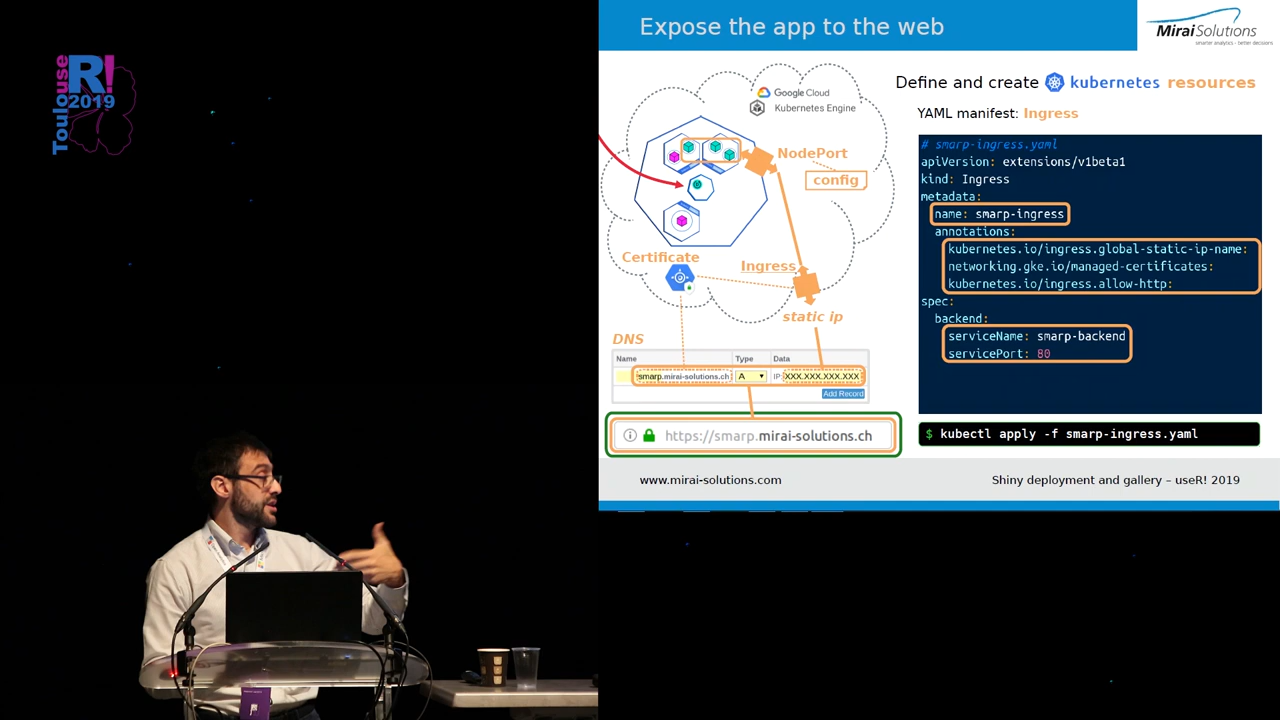 Toulouse
R!
2019
Expose the app to the web
Mirai Solutions
smarter analytics - better decisions
Google Cloud
Kubernetes Engine
NodePort
config
Certificate
Ingress
static ip
DNS
Name Type Data
smarp.mirai-solutions.ch A IP: XXX.XXX.XXX.XXX
Add Record
https://smarp.mirai-solutions.ch
Define and create kubernetes resources
YAML manifest: Ingress
# smarp-ingress.yaml
apiVersion: extensions/v1beta1
kind: Ingress
metadata:
name: smarp-ingress
annotations:
kubernetes.io/ingress.global-static-ip-name:
networking.gke.io/managed-certificates:
kubernetes.io/ingress.allow-http:
spec:
backend:
serviceName: smarp-backend
servicePort: 80
$ kubectl apply -f smarp-ingress.yaml
www.mirai-solutions.com
Shiny deployment and gallery – useR! 2019